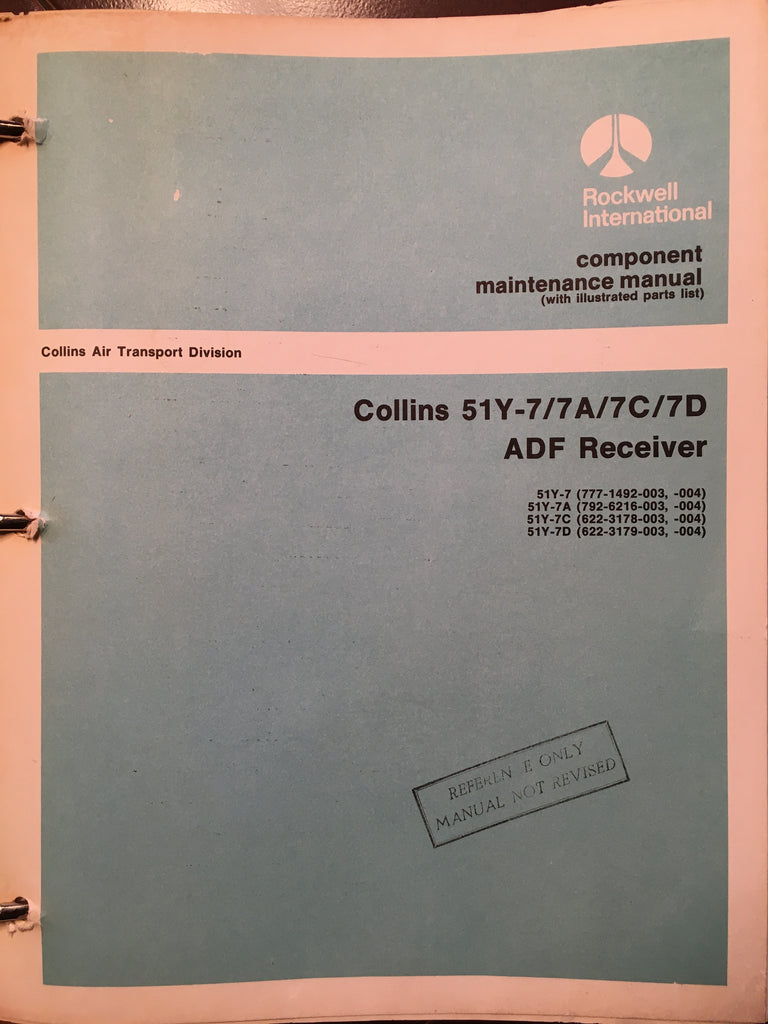 Rockwell
International
component
maintenance manual
(with illustrated parts list)
Collins Air Transport Division
Collins 51Y-7/7A/7C/7D
ADF Receiver
51Y-7 (777-1492-003, -004)
51Y-7A (792-6216-003, -004)
51Y-7C (622-3178-003, -004)
51Y-7D (622-3179-003, -004)
REFEREN E ONLY
MANUAL NOT REVISED